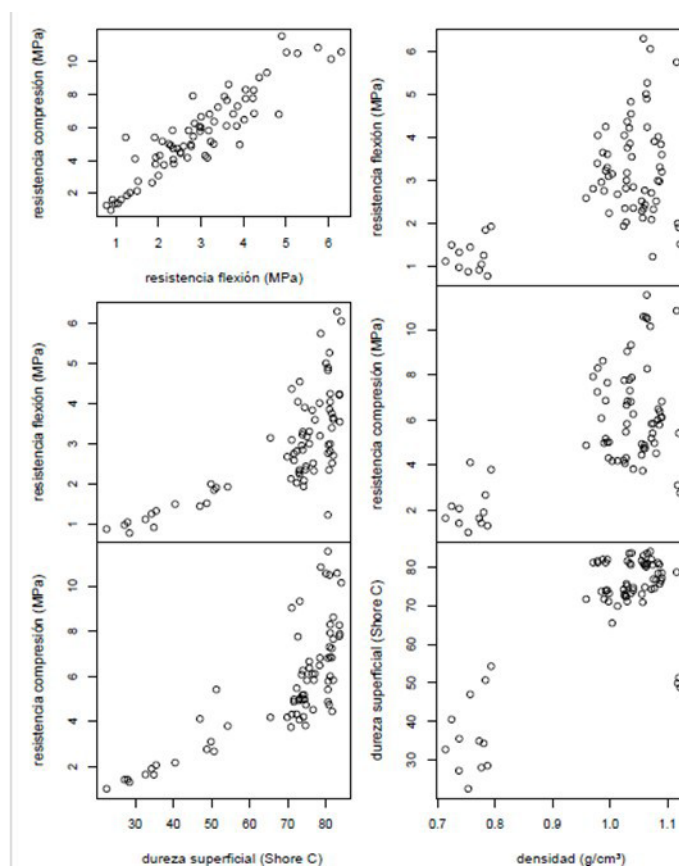 resistencia compresión (MPa)
10
8
6
4
2
1 2 3 4 5 6
resistencia flexión (MPa)
resistencia flexión (MPa)
6
5
4
3
2
1
resistencia flexión (MPa)
6
5
4
3
2
1
resistencia compresión (MPa)
10
8
6
4
2
resistencia compresión (MPa)
10
8
6
4
2
30 40 50 60 70 80
dureza superficial (Shore C)
dureza superficial (Shore C)
80
70
60
50
40
30
0.7 0.8 0.9 1.0 1.1
densidad (g/cm³)